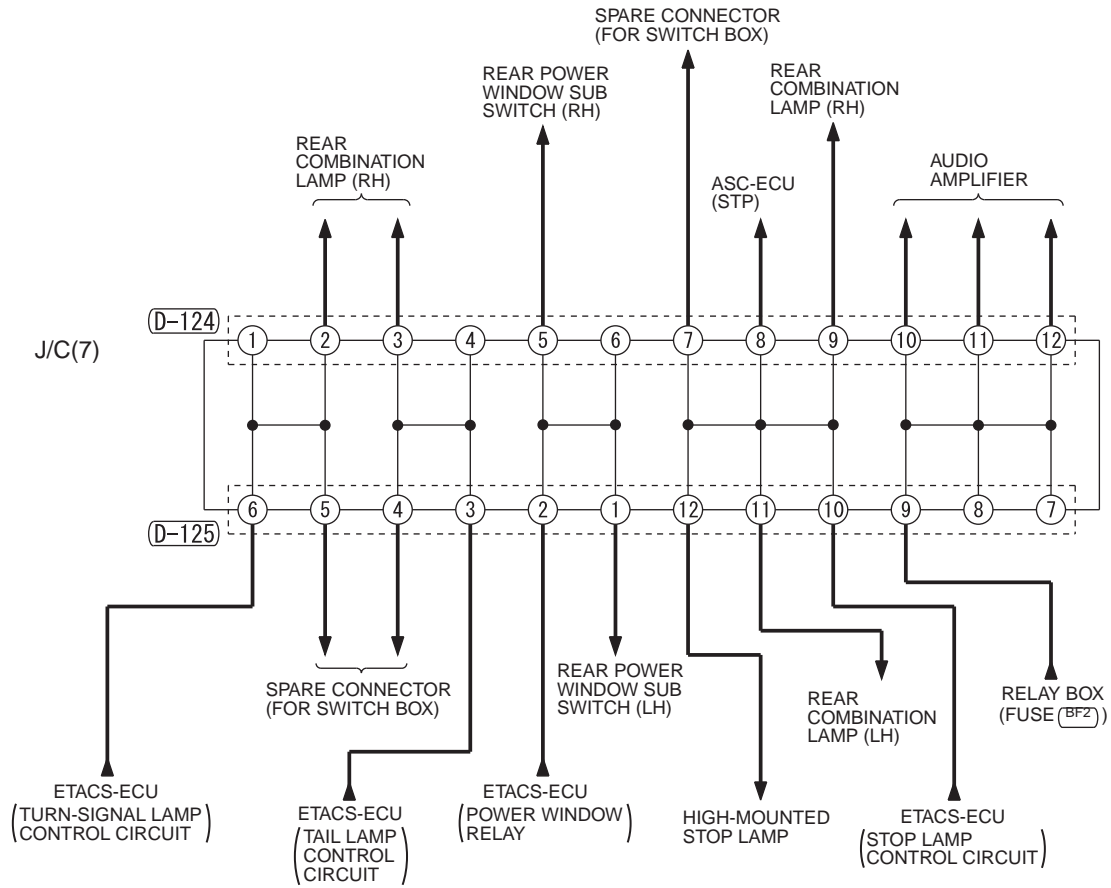 SPARE CONNECTOR
(FOR SWITCH BOX)
REAR POWER
WINDOW SUB
SWITCH (RH)
REAR
COMBINATION
LAMP (RH)
REAR
COMBINATION
LAMP (RH)
ASC-ECU
(STP)
AUDIO
AMPLIFIER
D-124
J/C(7)
1 2 3 4 5 6 7 8 9 10 11 12
6 5 4 3 2 1 12 11 10 9 8 7
D-125
SPARE CONNECTOR
(FOR SWITCH BOX)
REAR POWER
WINDOW SUB
SWITCH (LH)
REAR
COMBINATION
LAMP (LH)
RELAY BOX
(FUSE BF2)
ETACS-ECU
(TURN-SIGNAL LAMP
CONTROL CIRCUIT)
ETACS-ECU
(TAIL LAMP
CONTROL
CIRCUIT)
ETACS-ECU
(POWER WINDOW
RELAY)
HIGH-MOUNTED
STOP LAMP
ETACS-ECU
(STOP LAMP
CONTROL CIRCUIT)